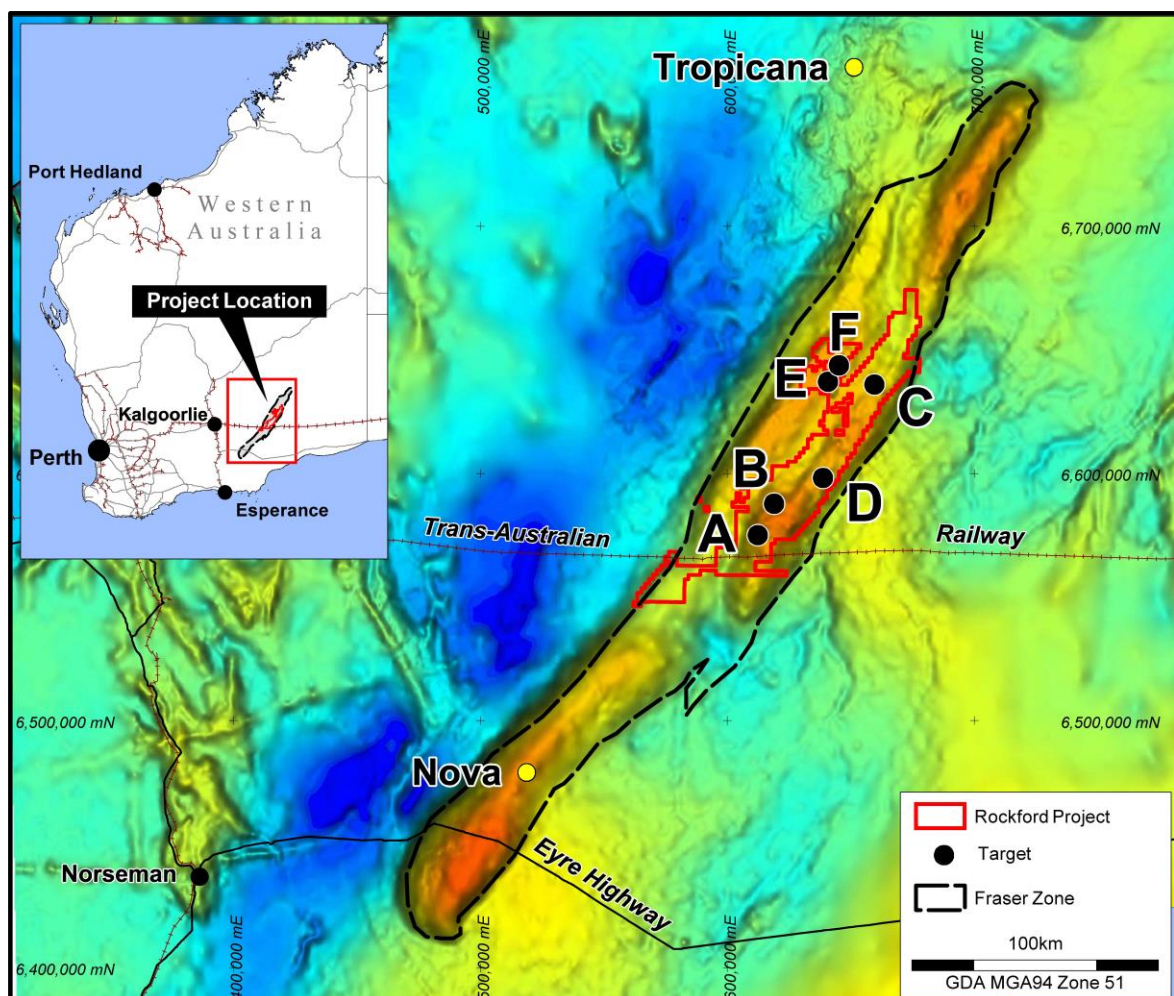 Port Hedland
Western
Australia
Project Location
Kalgoorlie
Perth
Esperance
500,000 mE
600,000 mE
700,000 mE
Tropicana
6,700,000 mN
F
E
C
B
6,600,000 mN
D
A
Trans-Australian
Railway
6,500,000 mN
6,500,000 mN
Nova
Norseman
Eyre Highway
400,000 mE
500,000 mE
600,000 mE
6,400,000 mN
Rockford Project
Target
Fraser Zone
100km
GDA MGA94 Zone 51